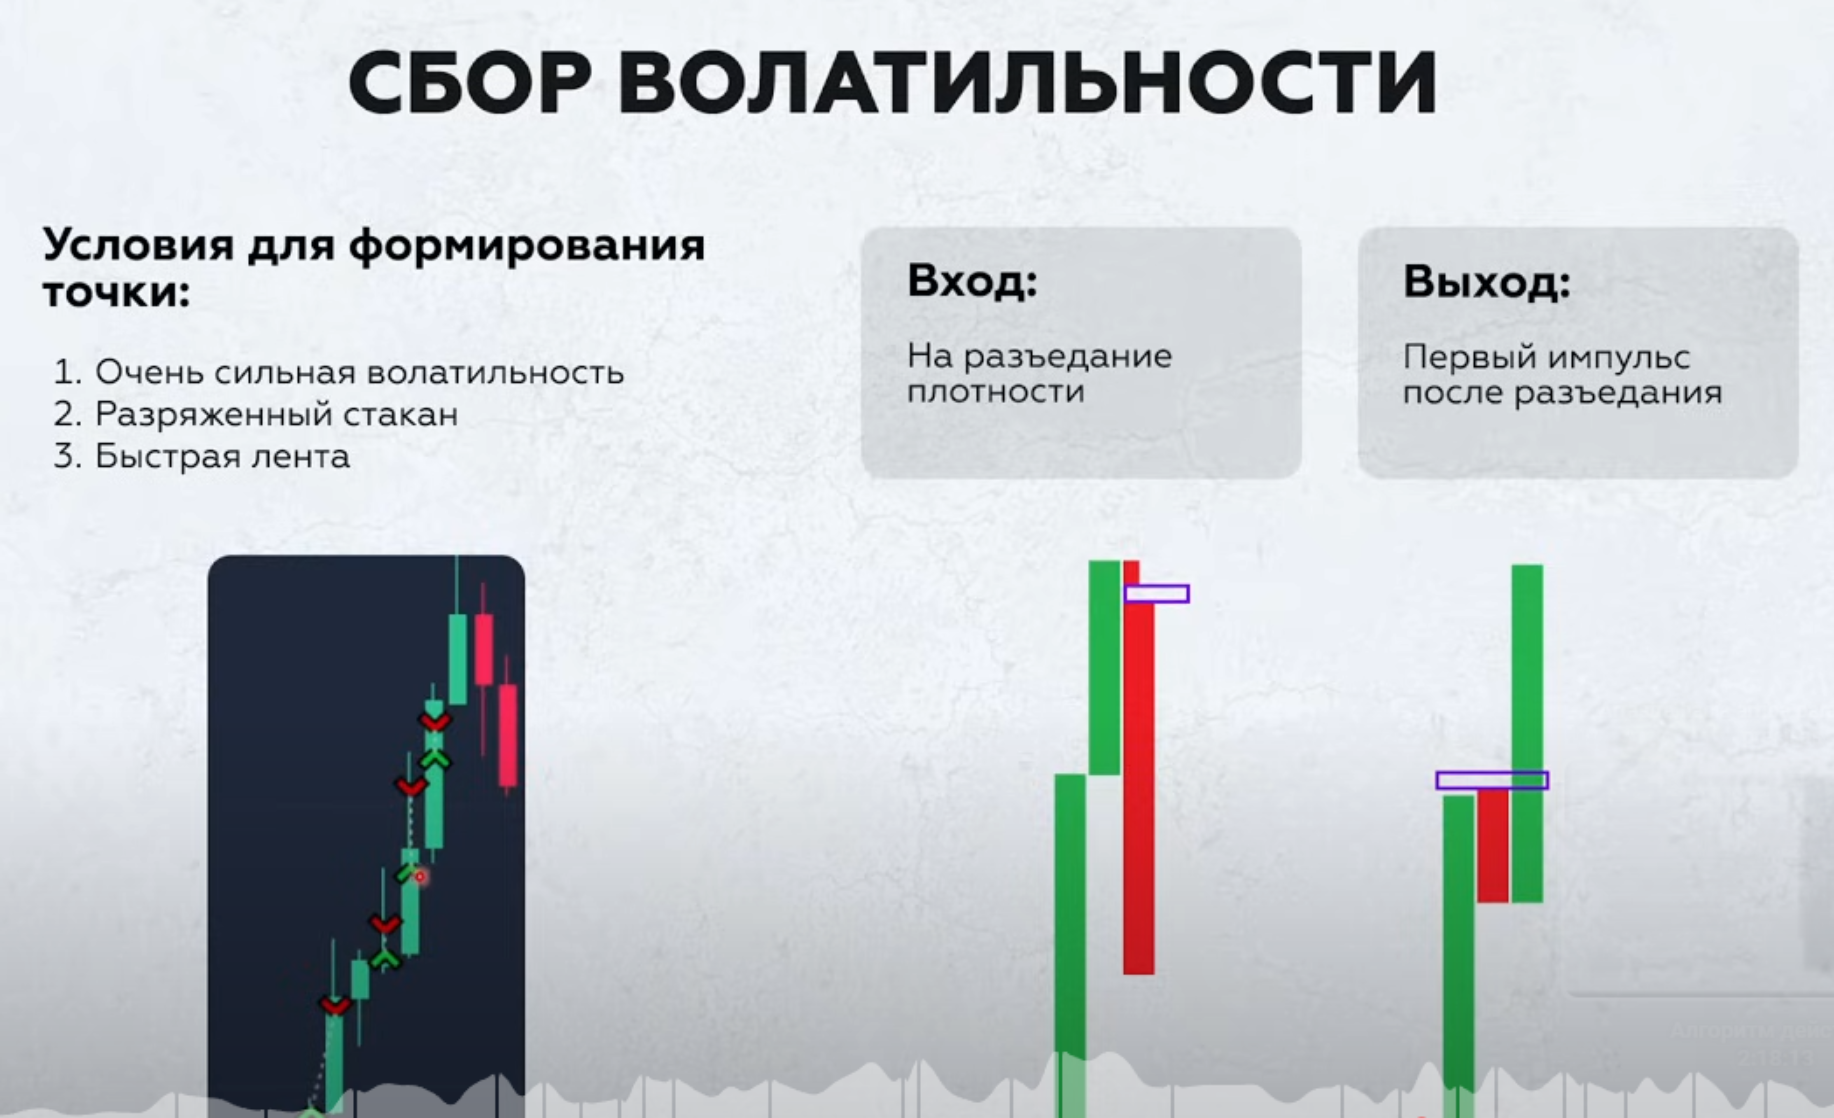 СБОР ВОЛАТИЛЬНОСТИ
Условия для формирования
точки:
1. Очень сильная волатильность
2. Разряженный стакан
3. Быстрая лента
Вход:
На разъедание
плотности
Выход:
Первый импульс
после разъедания